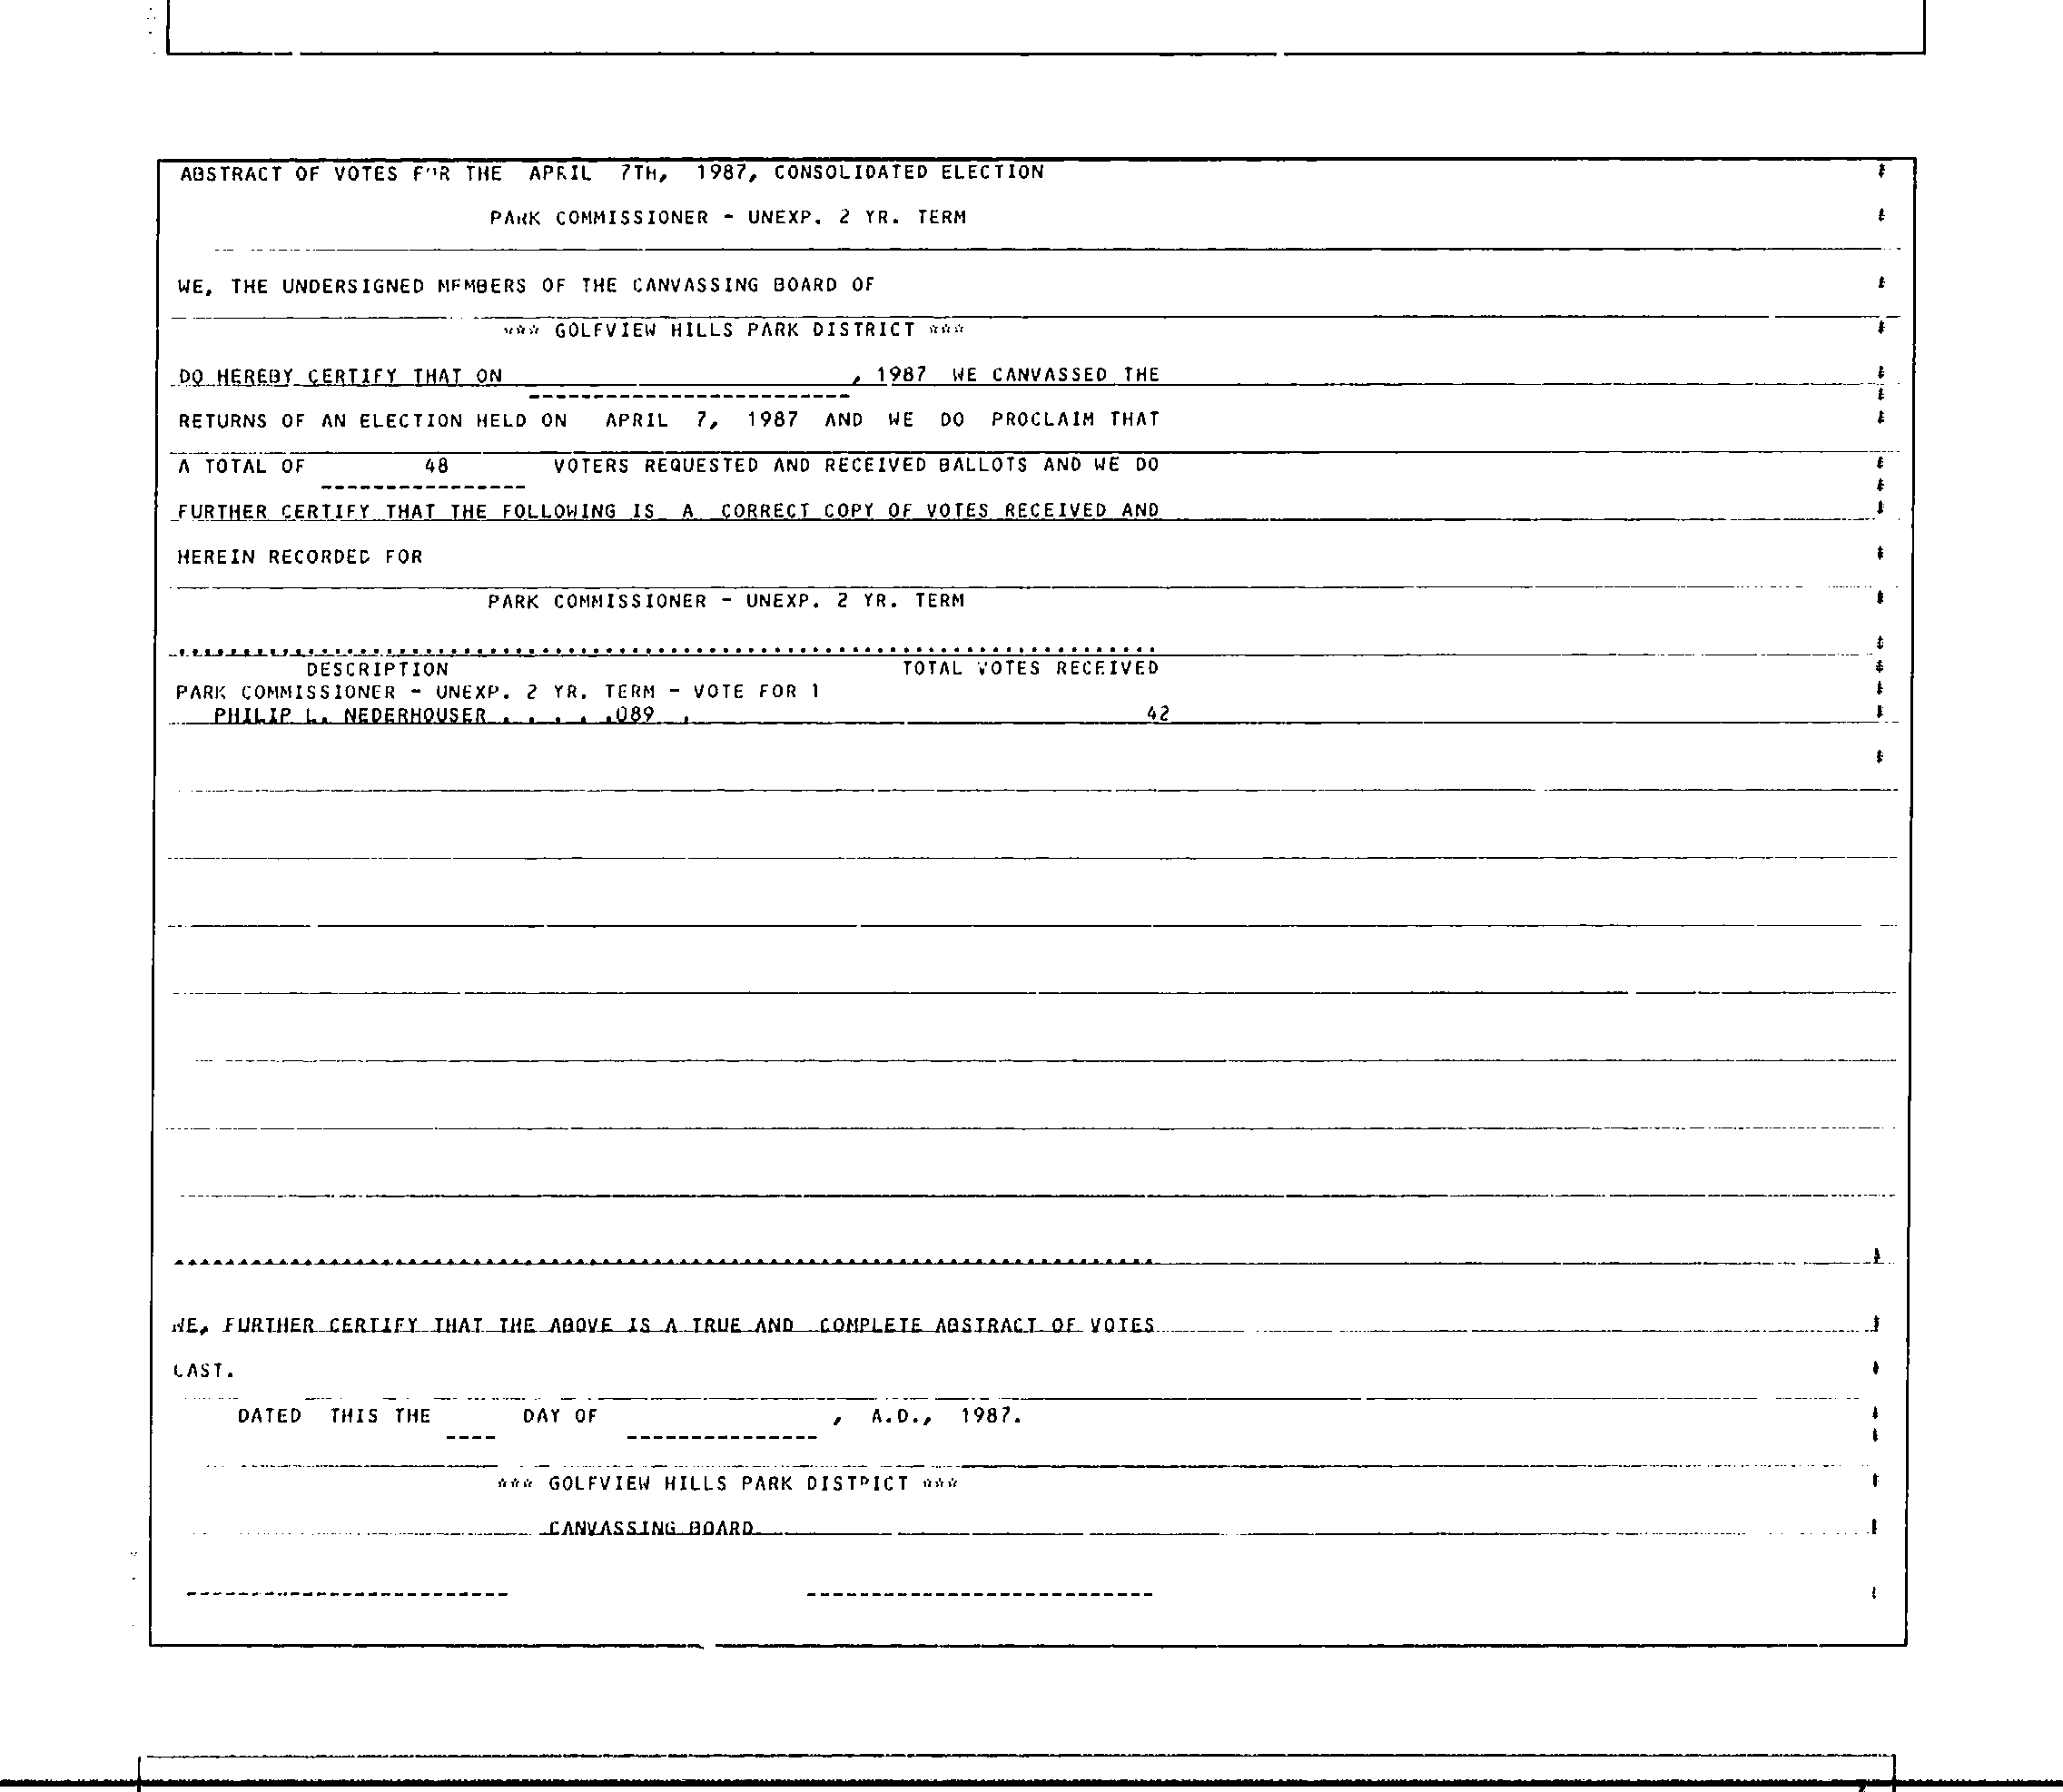 ABSTRACT OF VOTES FOR THE APRIL 7TH, 1987, CONSOLIDATED ELECTION
PARK COMMISSIONER - UNEXP. 2 YR. TERM
WE, THE UNDERSIGNED MEMBERS OF THE CANVASSING BOARD OF
*** GOLFVIEW HILLS PARK DISTRICT ***
DO HEREBY CERTIFY THAT ON , 1987 WE CANVASSED THE
RETURNS OF AN ELECTION HELD ON APRIL 7, 1987 AND WE DO PROCLAIM THAT
A TOTAL OF 48 VOTERS REQUESTED AND RECEIVED BALLOTS AND WE DO
FURTHER CERTIFY THAT THE FOLLOWING IS A CORRECT COPY OF VOTES RECEIVED AND
HEREIN RECORDED FOR
PARK COMMISSIONER - UNEXP. 2 YR. TERM
DESCRIPTION TOTAL VOTES RECEIVED
PARK COMMISSIONER - UNEXP. 2 YR. TERM - VOTE FOR 1
PHILIP L. NEDERHOUSER . . . . .089 . 42
WE, FURTHER CERTIFY THAT THE ABOVE IS A TRUE AND COMPLETE ABSTRACT OF VOTES
CAST.
DATED THIS THE DAY OF , A.D., 1987.
*** GOLFVIEW HILLS PARK DISTRICT ***
CANVASSING BOARD